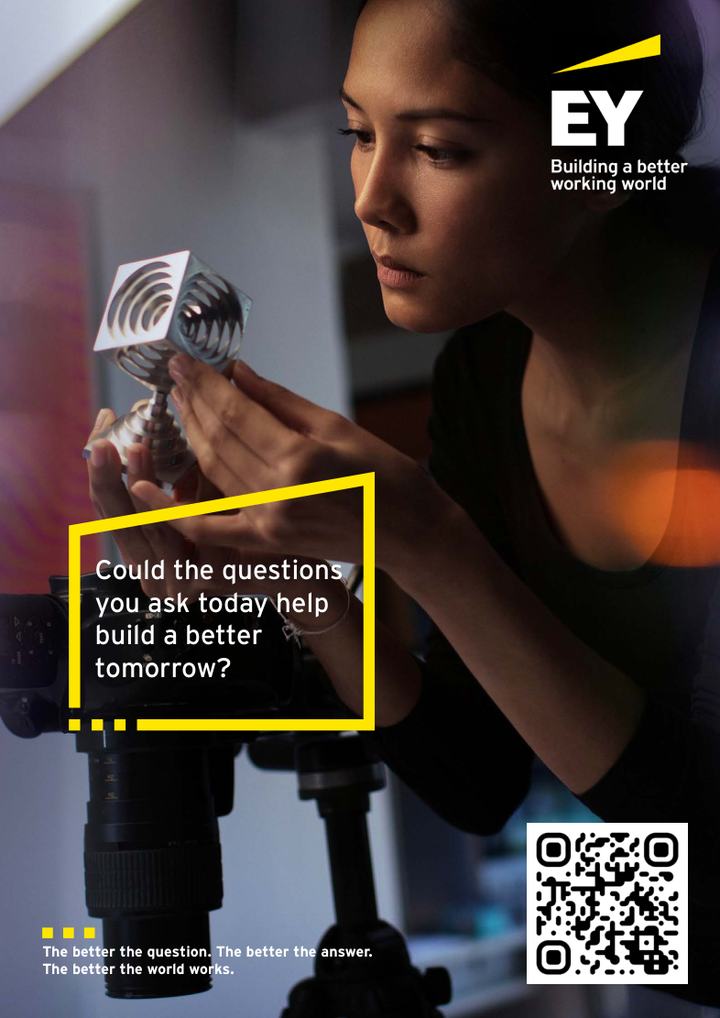 EY
Building a better
working world
Could the questions
you ask today help
build a better
tomorrow?
The better the question. The better the answer.
The better the world works.